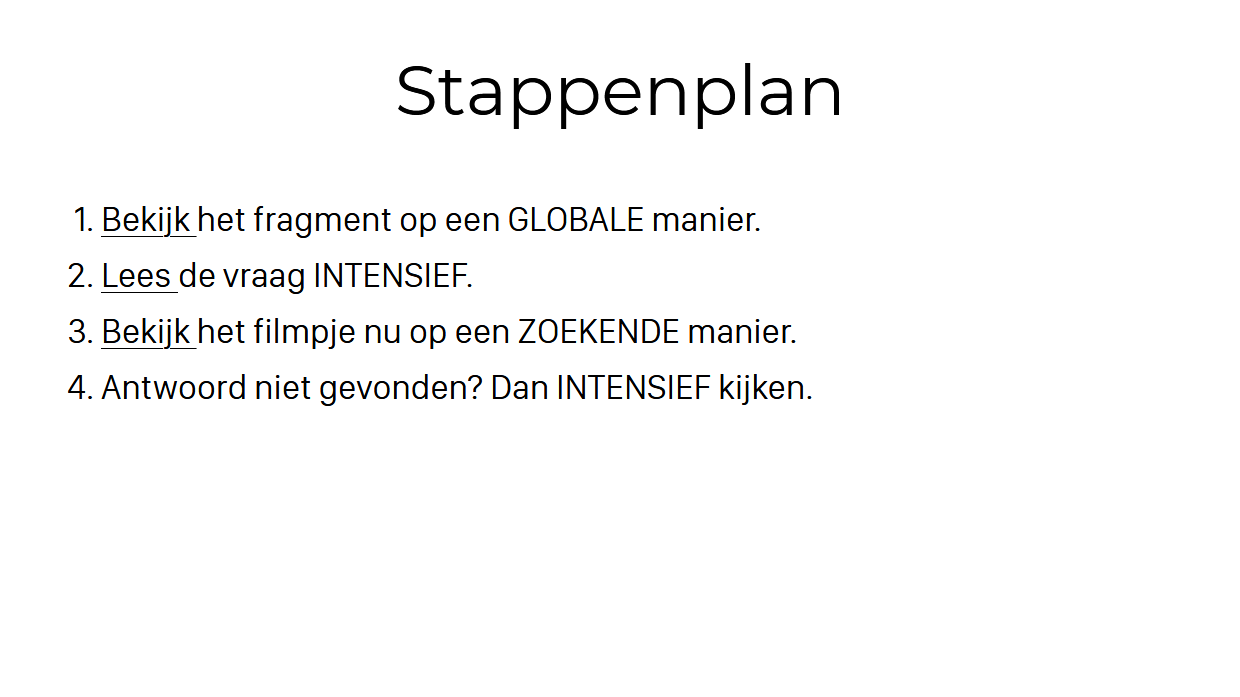 Stappenplan
1. Bekijk het fragment op een GLOBALE manier.
2. Lees de vraag INTENSIEF.
3. Bekijk het filmpje nu op een ZOEKENDE manier.
4. Antwoord niet gevonden? Dan INTENSIEF kijken.